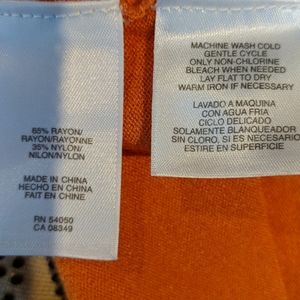 65% RAYON/
RAYON/RAYONNE
35% NYLON/
NILON/NYLON
MADE IN CHINA
HECHO EN CHINA
FAIT EN CHINE
RN 54050
CA 08349
MACHINE WASH COLD
GENTLE CYCLE
ONLY NON-CHLORINE
BLEACH WHEN NEEDED
LAY FLAT TO DRY
WARM IRON IF NECESSARY
LAVADO A MAQUINA
CON AGUA FRIA
CICLO DELICADO
SOLAMENTE BLANQUEADOR
SIN CLORO, SI ES NECESARIO
ESTIRE EN SUPERFICIE